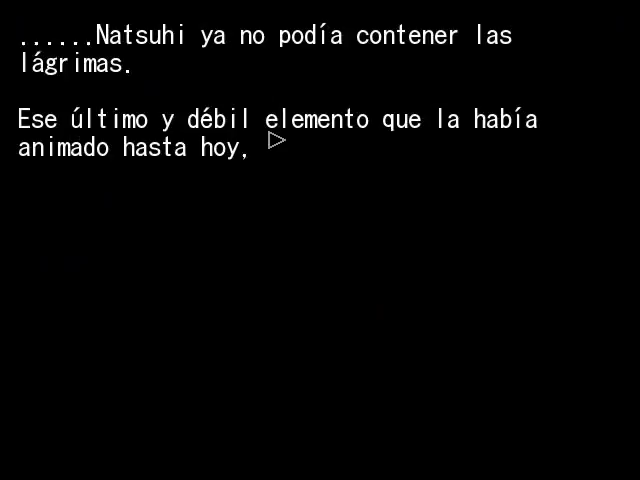 ......Natsuhi ya no podía contener las
lágrimas.
Ese último y débil elemento que la había
animado hasta hoy,